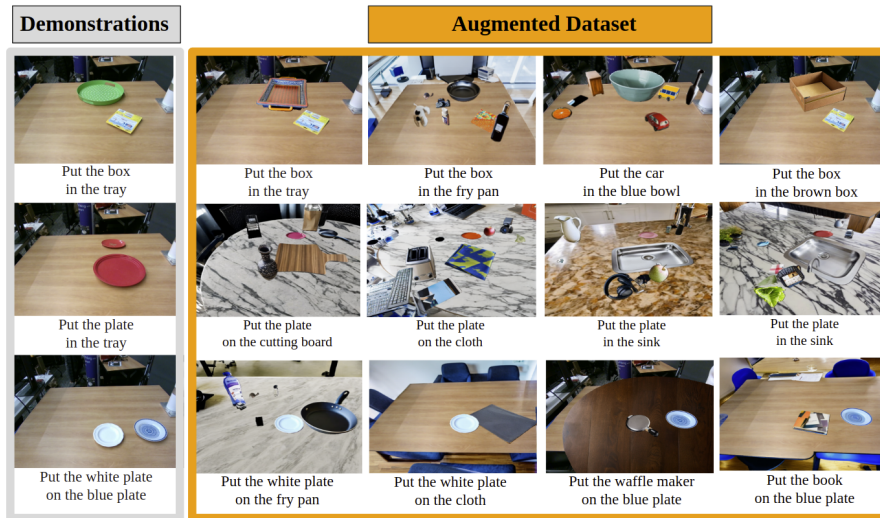 Demonstrations
Augmented Dataset
Put the box
in the tray
Put the box
in the tray
Put the box
in the fry pan
Put the car
in the blue bowl
Put the box
in the brown box
Put the plate
in the tray
Put the plate
on the cutting board
Put the plate
on the cloth
Put the plate
in the sink
Put the plate
in the sink
Put the white plate
on the blue plate
Put the white plate
on the fry pan
Put the white plate
on the cloth
Put the waffle maker
on the blue plate
Put the book
on the blue plate